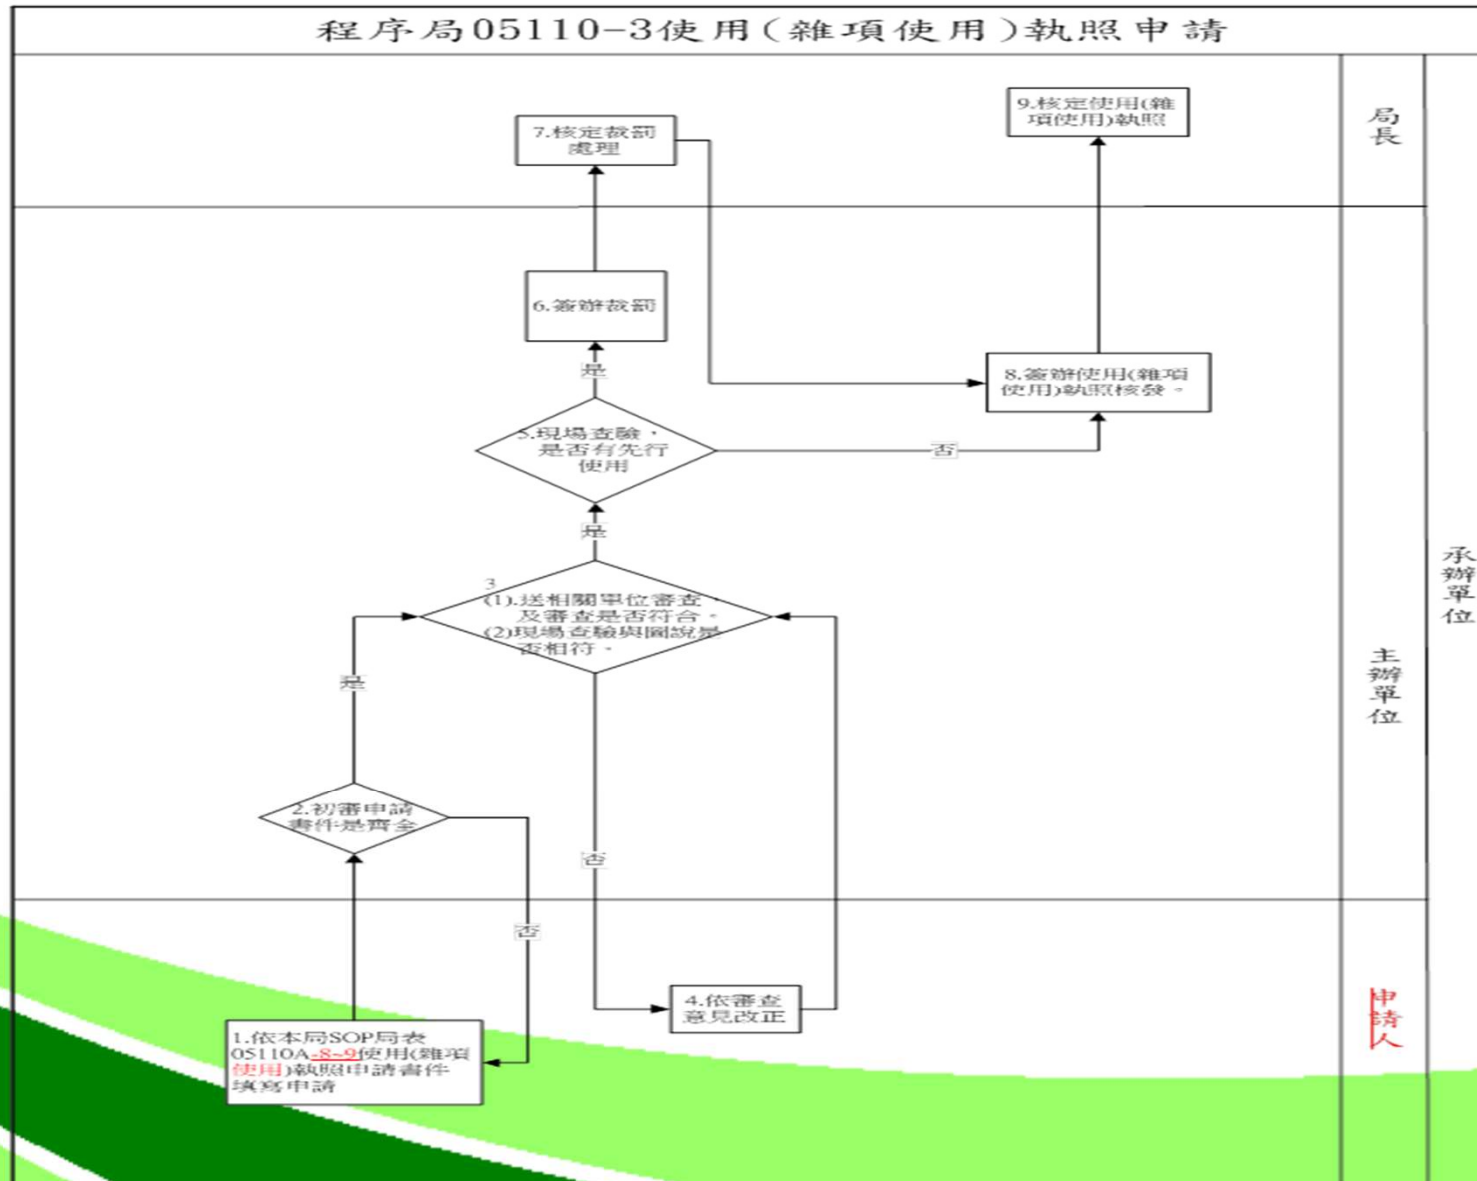 程序局05110-3使用(雜項使用)執照申請
9.核定使用(雜
項使用)執照
局長
7.核定裁罰
處理
6.簽辦裁罰
是
8.簽辦使用(雜項
使用)執照核發。
5.現場查驗，
是否有先行
使用
否
是
3
(1).送相關單位審查，
及審查是否符合。
(2)現場查驗與圖說是
否相符。
承辦單位
主辦單位
是
2.初審申請
書件是齊全
否
否
4.依審查
意見改正
申請人
1.依本局SOP局表
05110A-8~9使用(雜項
使用)執照申請書件
填寫申請